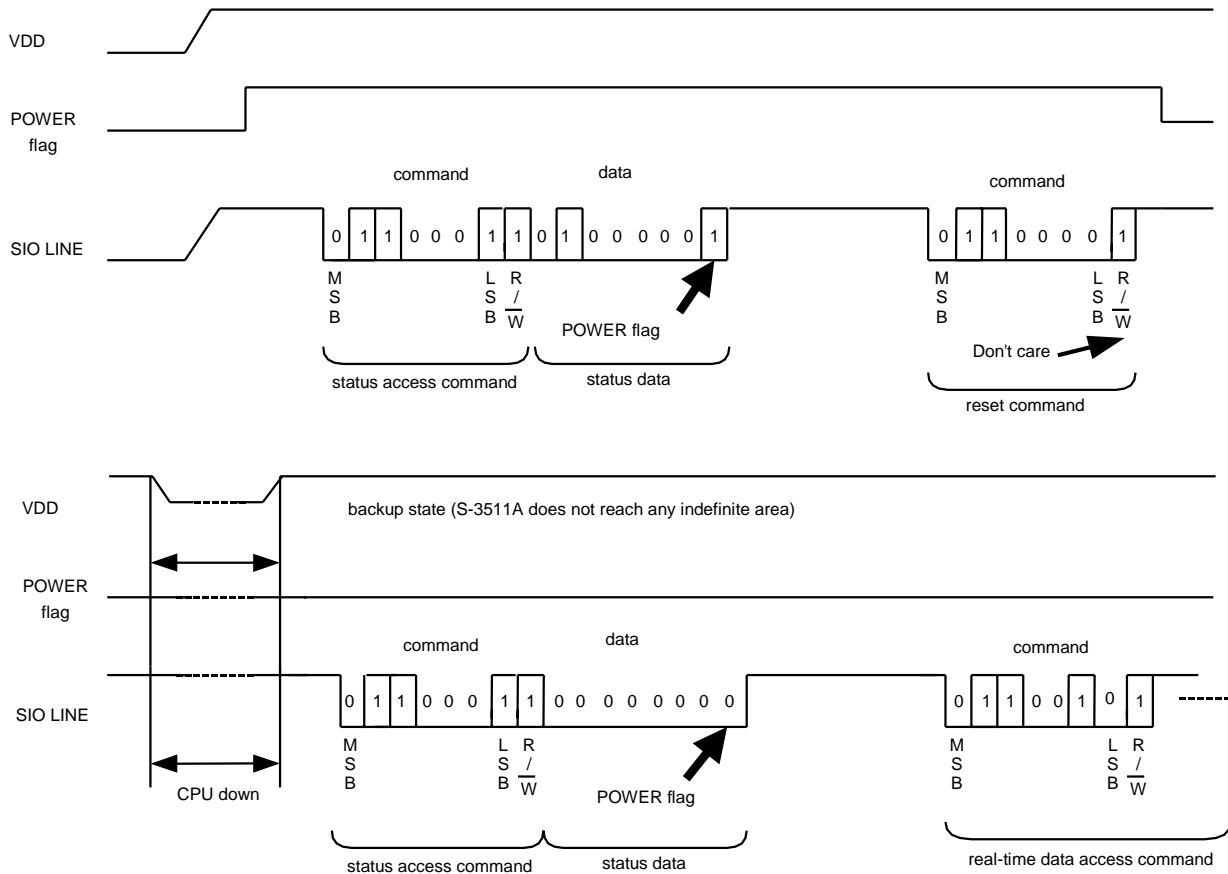 VDD
POWER
flag
command
data
command
SIO LINE
0 1 1 0 0 0 1 1 0 1 0 0 0 0 0 1
0 1 1 0 0 0 0 1
M
S
B
L
S
B
R
/
W
M
S
B
L
S
B
R
/
W
POWER flag
Don't care
status access command
status data
reset command
VDD
backup state (S-3511A does not reach any indefinite area)
POWER
flag
command
data
command
SIO LINE
0 1 1 0 0 0 1 1 0 0 0 0 0 0 0 0
0 1 1 0 0 1 0 1
M
S
B
L
S
B
R
/
W
M
S
B
L
S
B
R
/
W
CPU down
POWER flag
status access command
status data
real-time data access command